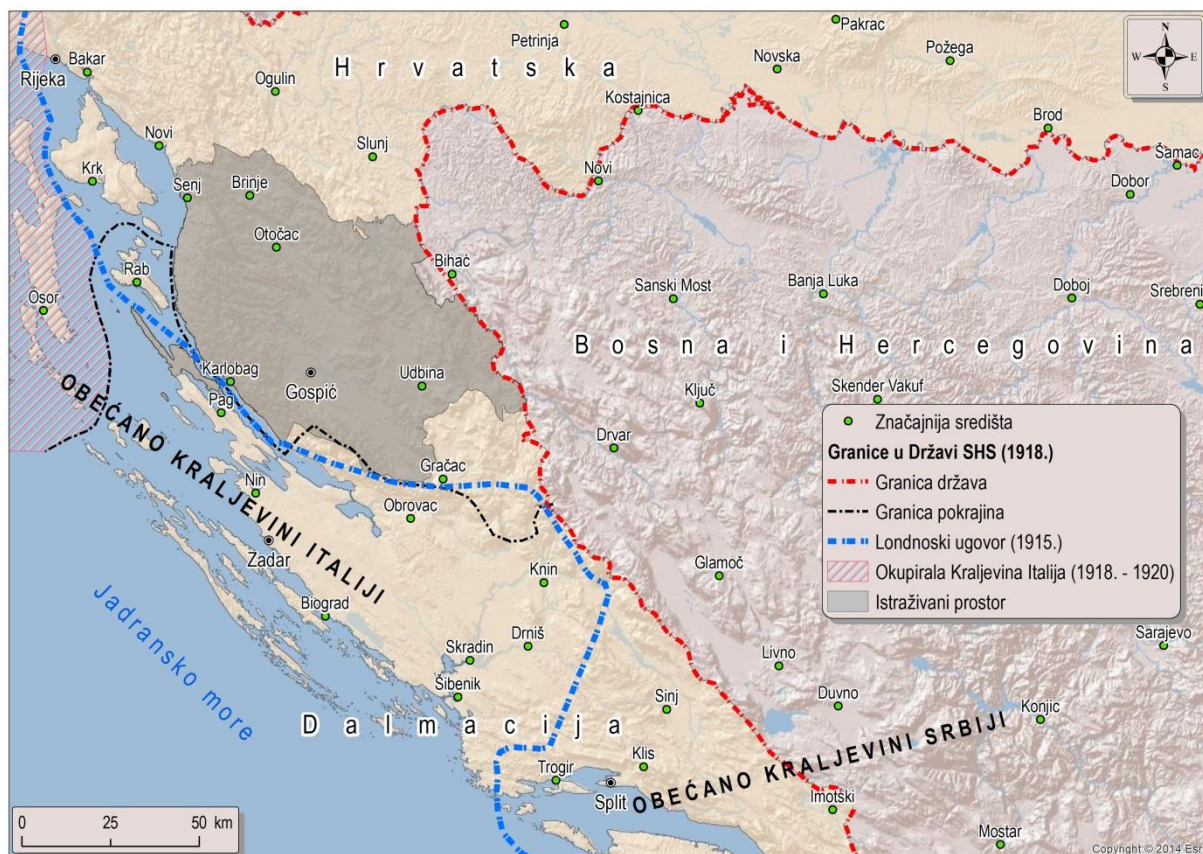 Pakrac
Petrinja
N
W E
S
Rijeka
Bakar
Hrvatska
Novska
Požega
Ogulin
Kostajnica
Brod
Novi
Slunj
Šamac
Krk
Senj
Brinje
Novi
Dobor
Otočac
Bihać
Rab
Sanski Most
Banja Luka
Doboj
Srebreni
Osor
Bosna i Hercegovina
Karlobag
Gospić
Udbina
Ključ
Skender Vakuf
Pag
OBEĆANO KRALJEVINI ITALIJI
Drvar
Značajnija središta
Granice u Državi SHS (1918.)
Granica država
Granica pokrajina
Londnoski ugovor (1915.)
Okupirala Kraljevina Italija (1918. - 1920)
Istraživani prostor
Gračac
Nin
Obrovac
Zadar
Knin
Glamoč
Jadransko more
Biograd
Drniš
Skradin
Sarajevo
Livno
Šibenik
Sinj
Duvno
Konjic
Dalmacija
Klis
OBEĆANO KRALJEVINI SRBIJI
Trogir
Split
Imotški
Mostar
0 25 50 km
Copyright:© 2014 Esri